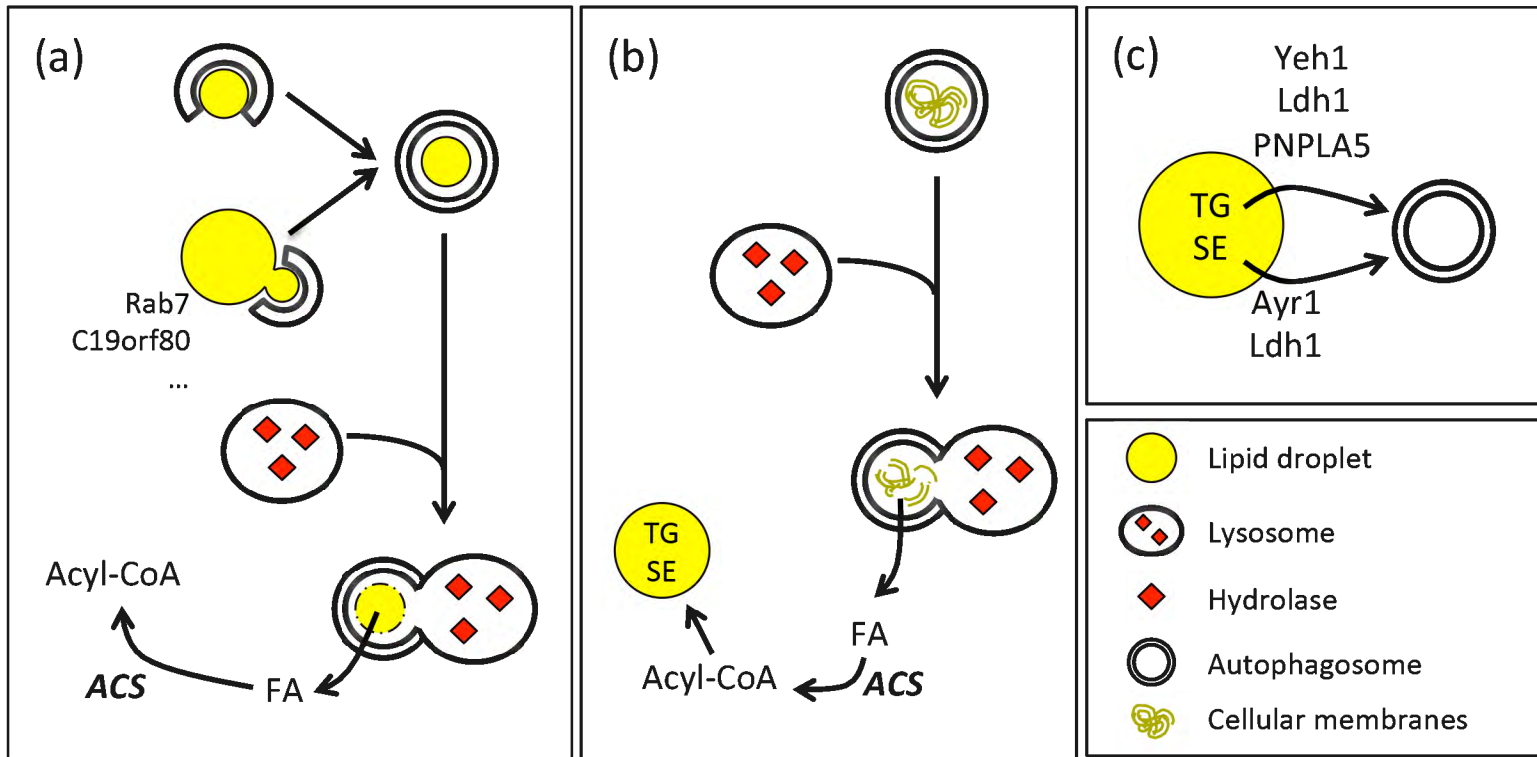 (a)
Rab7
C19orf80
...
Acyl-CoA
ACS
FA
(b)
TG
SE
FA
Acyl-CoA
ACS
(c)
Yeh1
Ldh1
PNPLA5
TG
SE
Ayr1
Ldh1
Lipid droplet
Lysosome
Hydrolase
Autophagosome
Cellular membranes